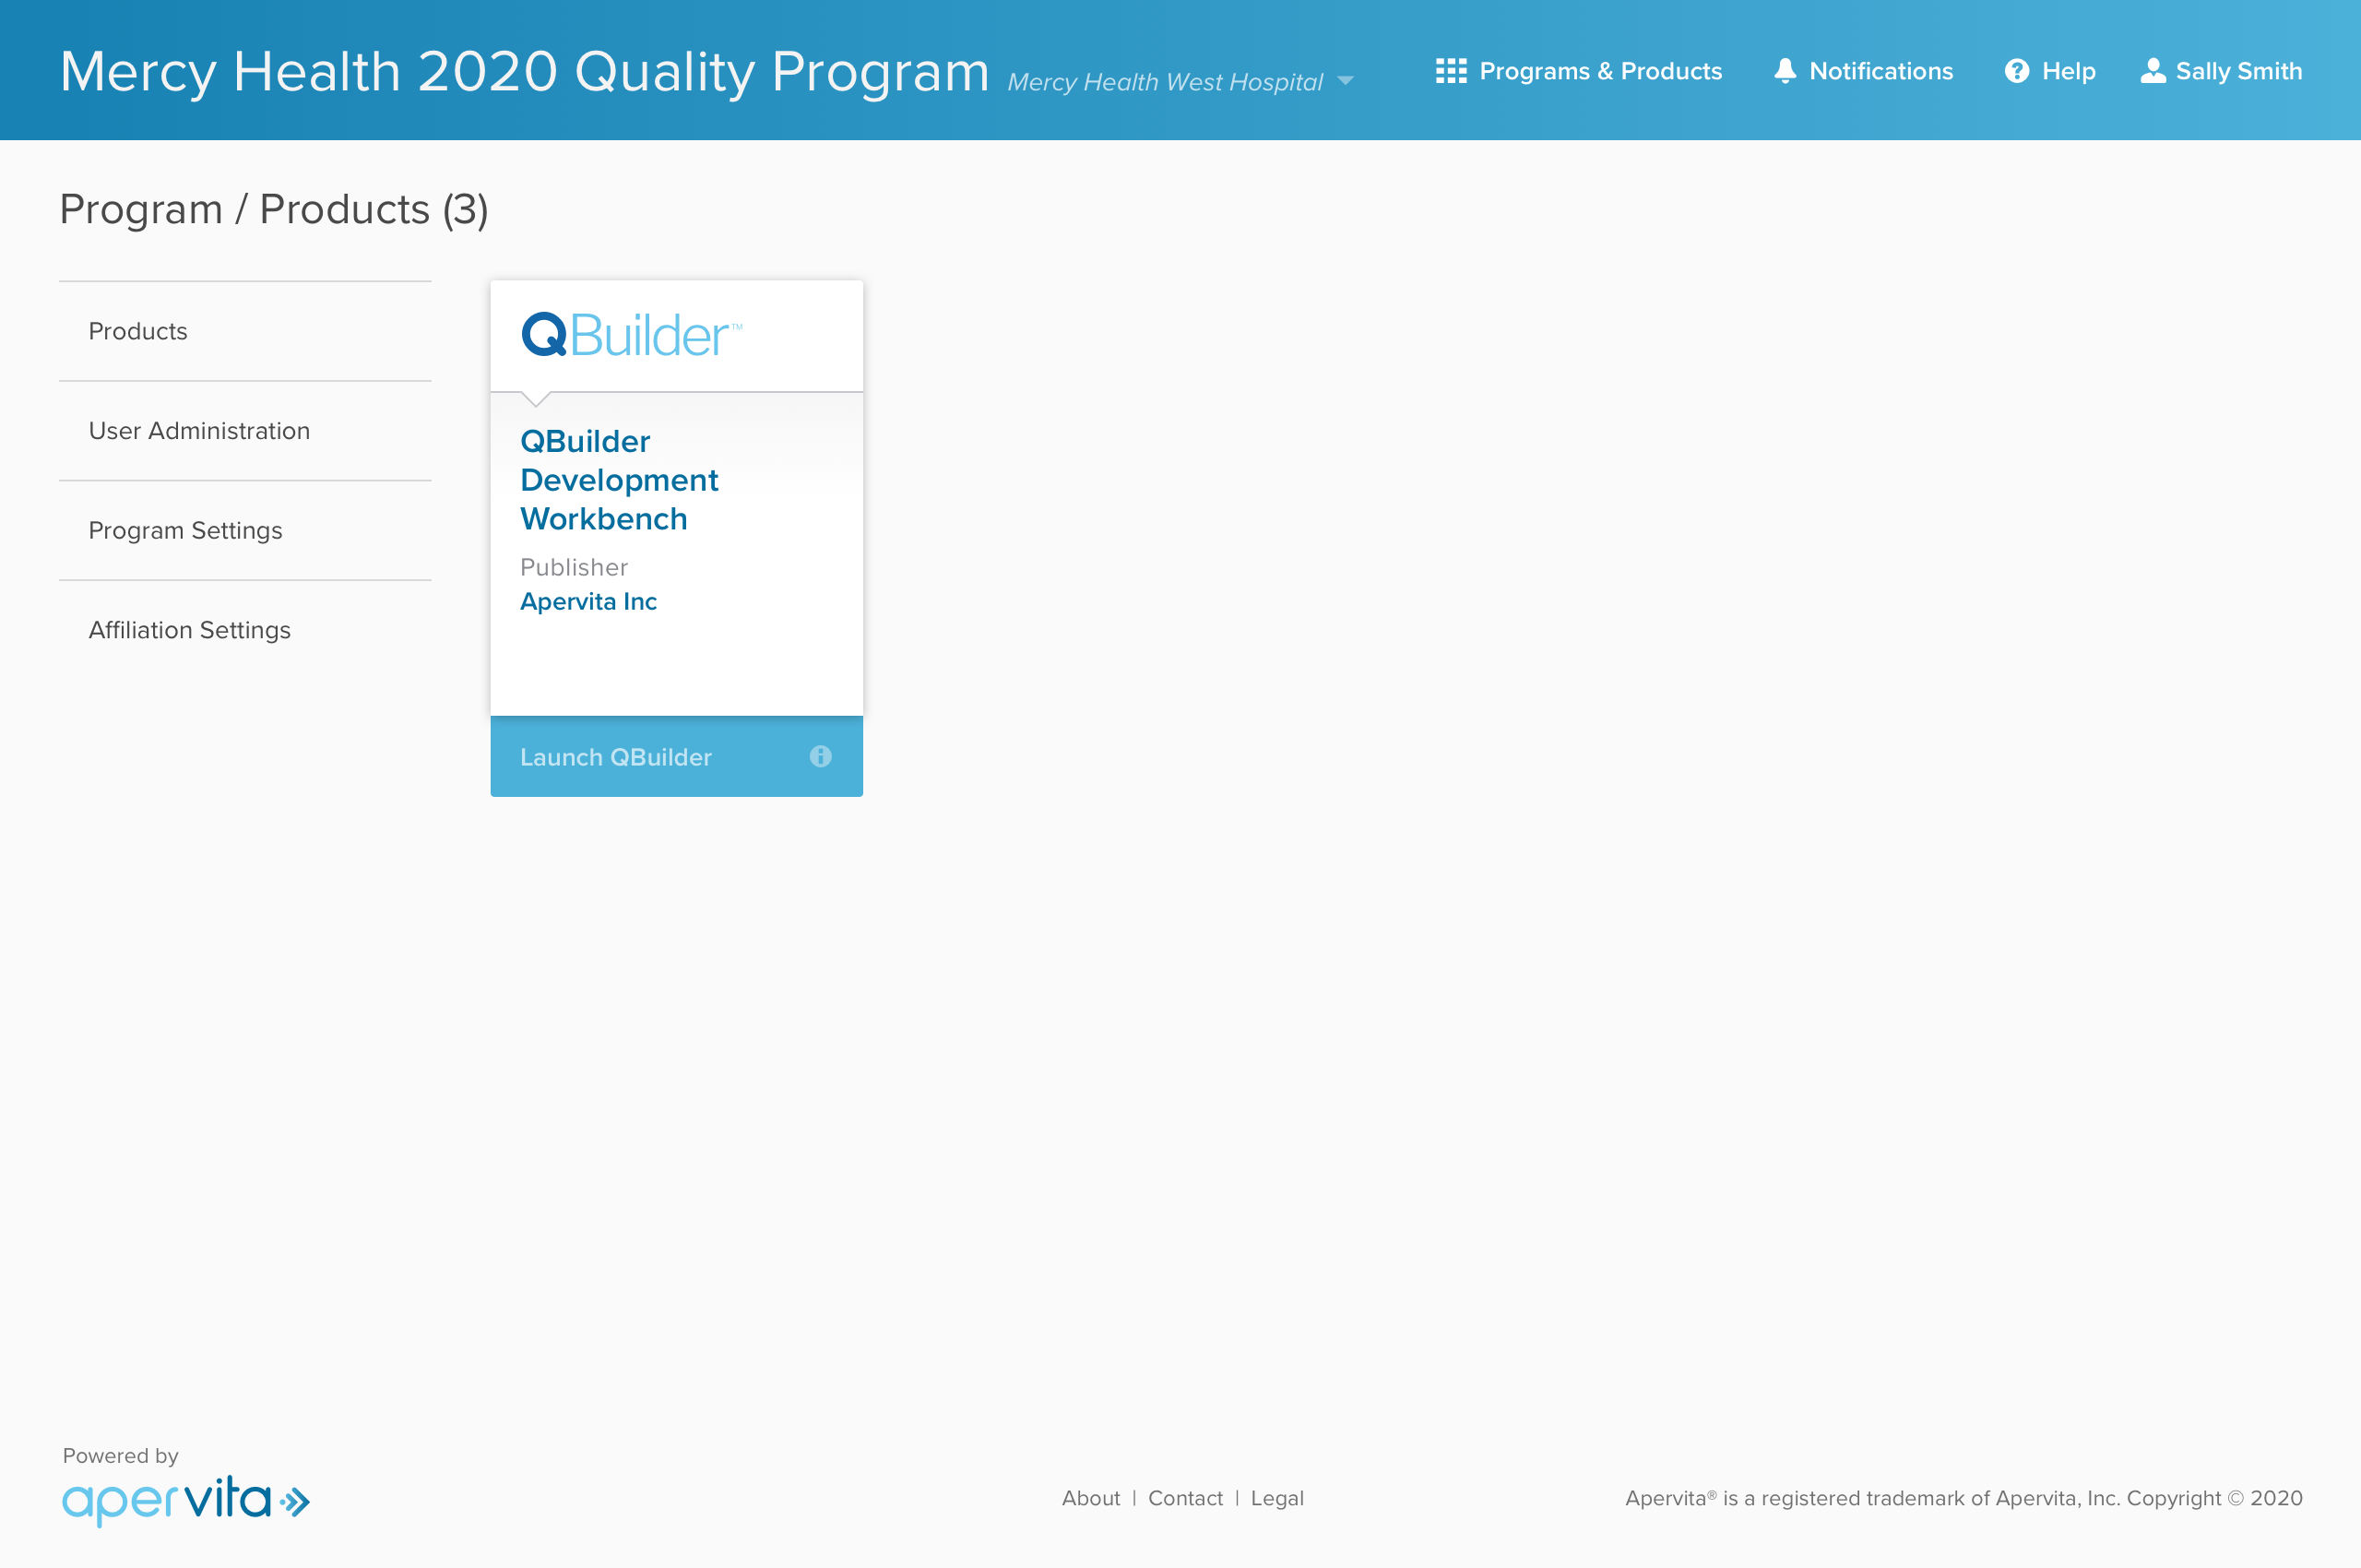 Mercy Health 2020 Quality Program Mercy Health West Hospital
Programs & Products Notifications Help Sally Smith
Program / Products (3)
Products
User Administration
Program Settings
Affiliation Settings
QBuilder™
QBuilder
Development
Workbench
Publisher
Apervita Inc
Launch QBuilder
Powered by
apervita
About | Contact | Legal
Apervita® is a registered trademark of Apervita, Inc. Copyright © 2020